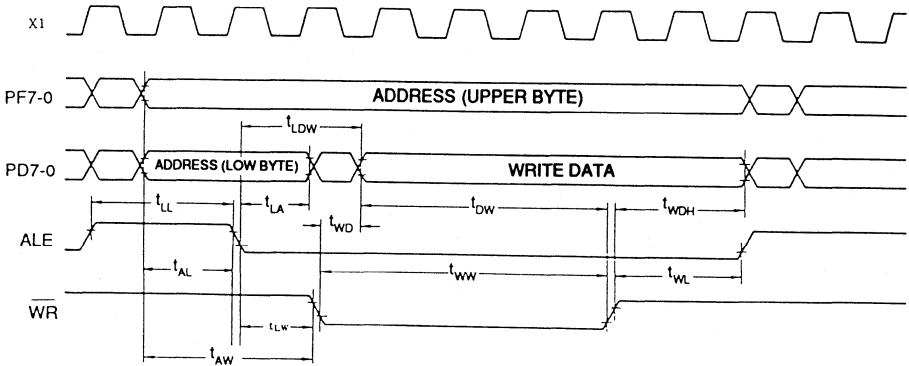 X1
PF7-0
ADDRESS (UPPER BYTE)
tLDW
PD7-0
ADDRESS (LOW BYTE)
WRITE DATA
tLL
tLA
tWD
tDW
tWDH
ALE
tAL
tWW
tWL
WR
tLW
tAW